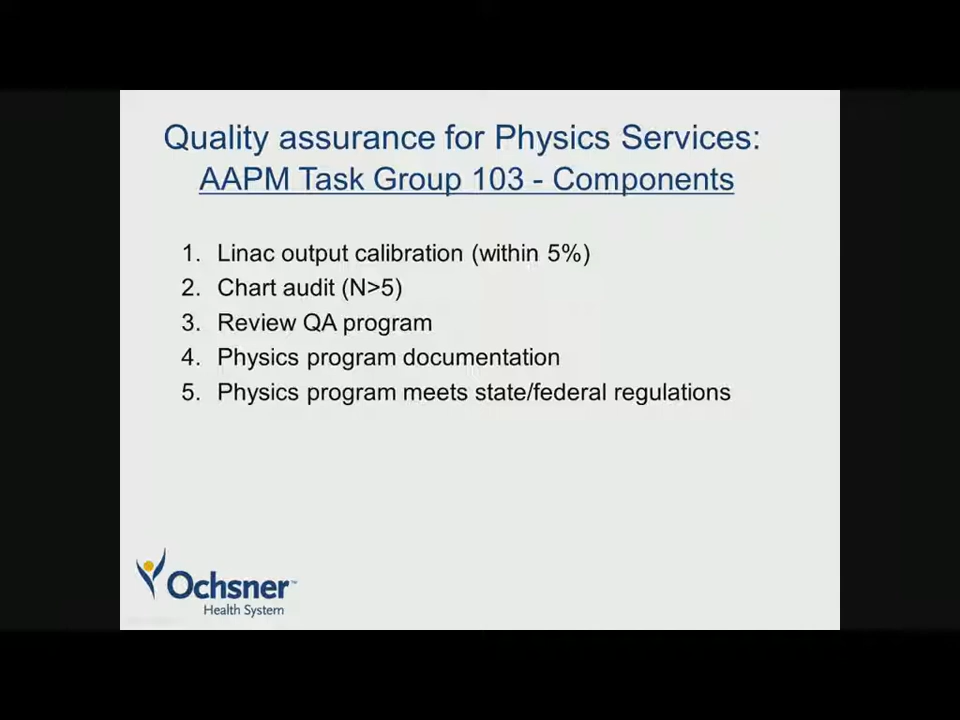 Quality assurance for Physics Services:
AAPM Task Group 103 - Components
1. Linac output calibration (within 5%)
2. Chart audit (N>5)
3. Review QA program
4. Physics program documentation
5. Physics program meets state/federal regulations
Ochsner™
Health System